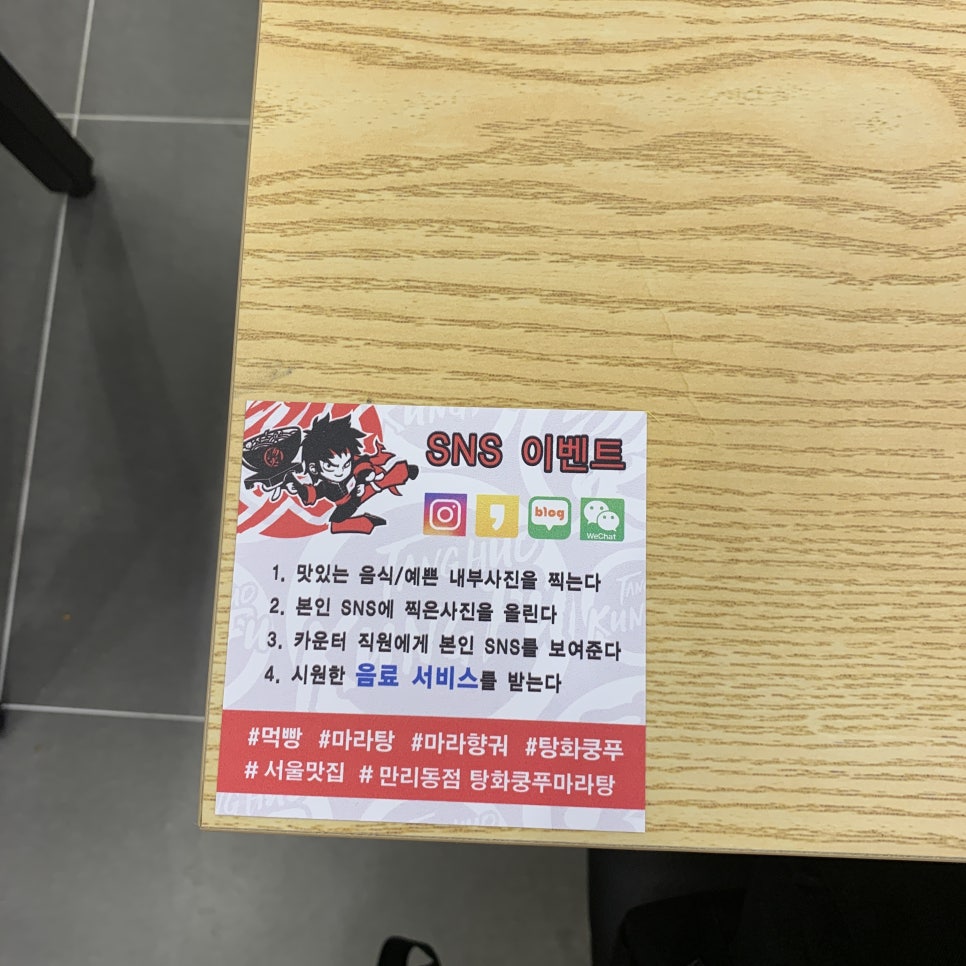 SNS 이벤트
blog
WeChat
1. 맛있는 음식/예쁜 내부사진을 찍는다
2. 본인 SNS에 찍은사진을 올린다
3. 카운터 직원에게 본인 SNS를 보여준다
4. 시원한 음료 서비스를 받는다
#먹빵 #마라탕 #마라향궈 #탕화쿵푸
# 서울맛집 # 만리동점 탕화쿵푸마라탕